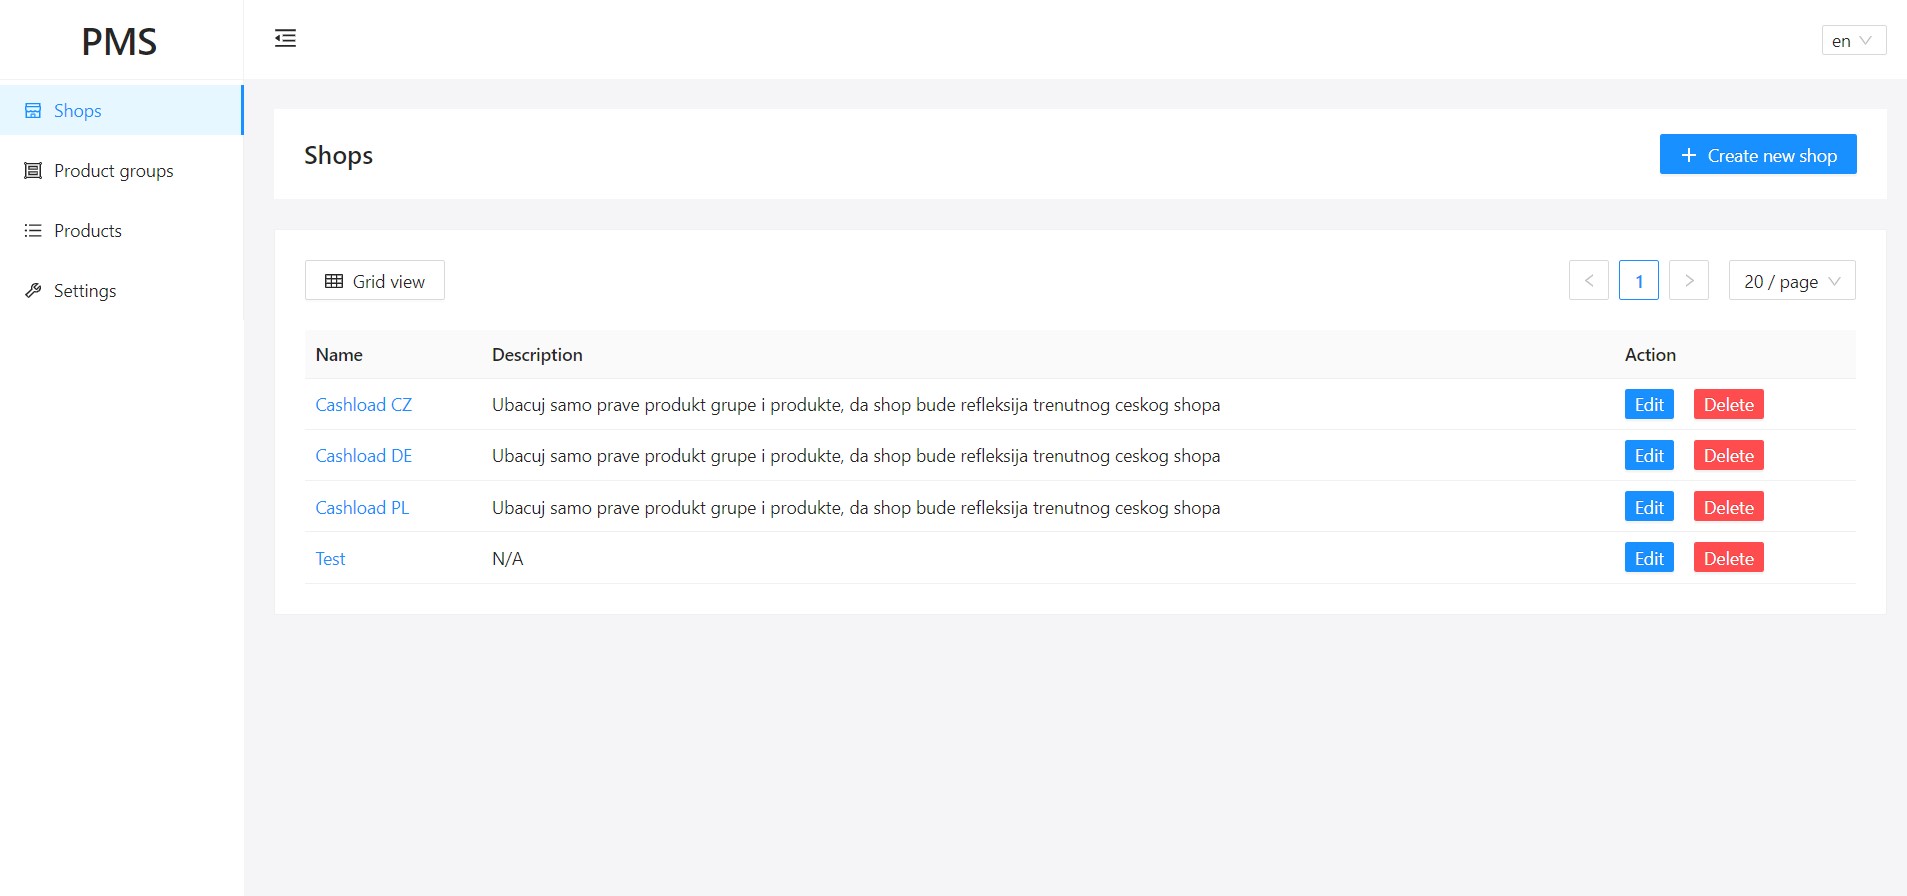 PMS
en
Shops
Product groups
Products
Settings
Shops
+ Create new shop
Grid view
< 1 > 20 / page
Name Description Action
Cashload CZ Ubacuj samo prave produkt grupe i produkte, da shop bude refleksija trenutnog ceskog shopa Edit Delete
Cashload DE Ubacuj samo prave produkt grupe i produkte, da shop bude refleksija trenutnog ceskog shopa Edit Delete
Cashload PL Ubacuj samo prave produkt grupe i produkte, da shop bude refleksija trenutnog ceskog shopa Edit Delete
Test N/A Edit Delete